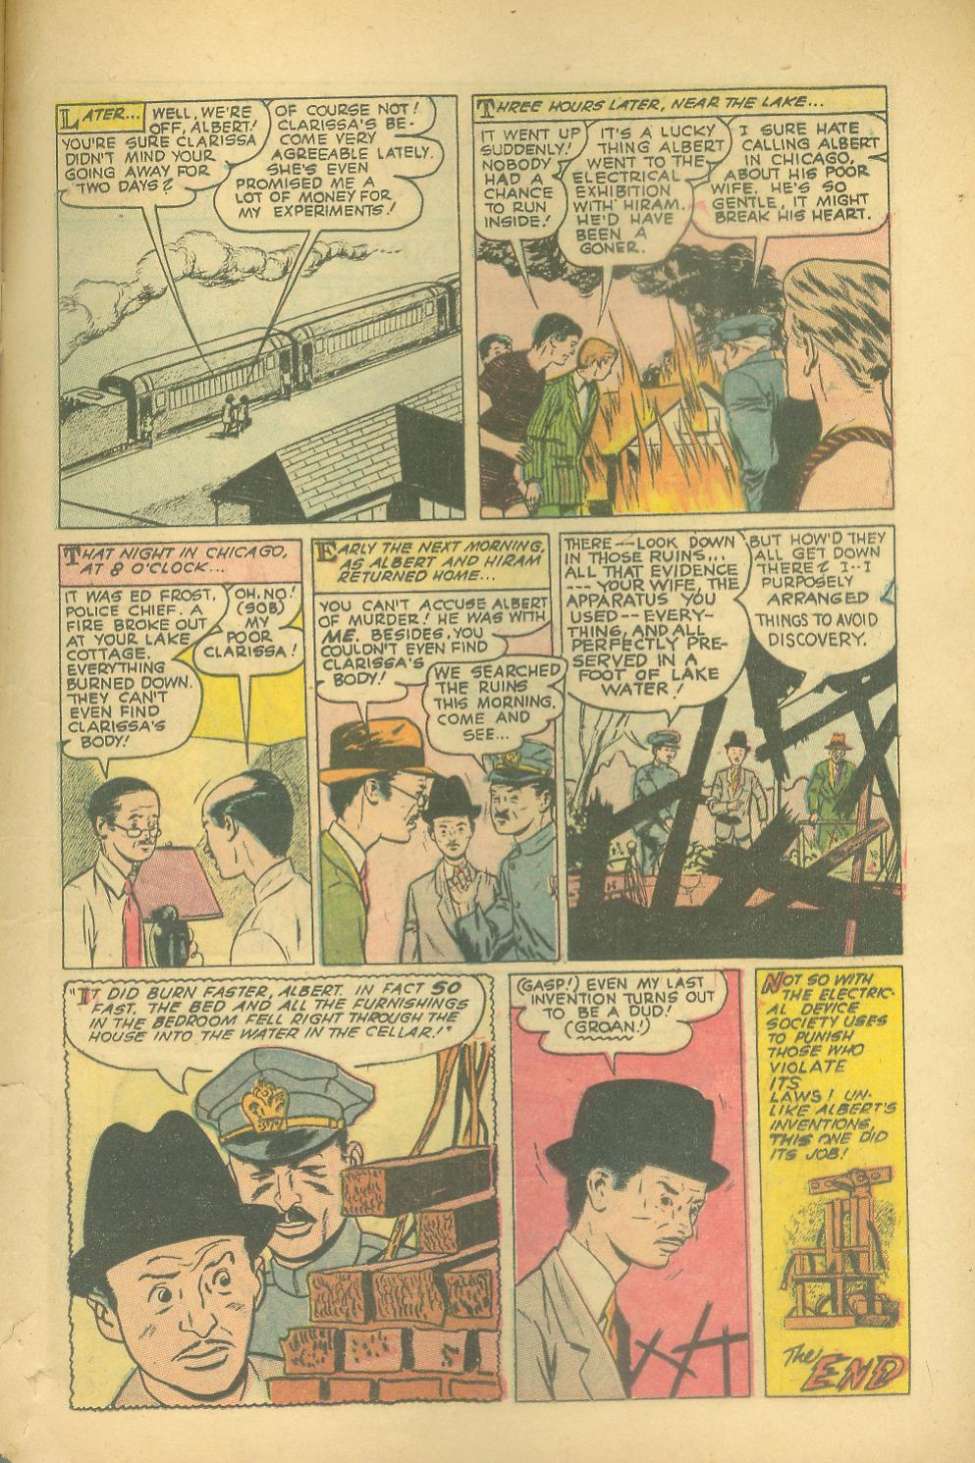 LATER...
WELL, WE'RE
OFF, ALBERT!
YOU'RE SURE CLARISSA
DIDN'T MIND YOUR
GOING AWAY FOR
TWO DAYS?
OF COURSE NOT!
CLARISSA'S BE-
COME VERY
AGREEABLE LATELY.
SHE'S EVEN
PROMISED ME A
LOT OF MONEY FOR
MY EXPERIMENTS!
THREE HOURS LATER, NEAR THE LAKE...
IT WENT UP
SUDDENLY!
NOBODY
HAD A
CHANCE
TO RUN
INSIDE!
IT'S A LUCKY
THING ALBERT
WENT TO THE
ELECTRICAL
EXHIBITION
WITH HIRAM.
HE'D HAVE
BEEN A
GONER.
I SURE HATE
CALLING ALBERT
IN CHICAGO,
ABOUT HIS POOR
WIFE. HE'S SO
GENTLE, IT MIGHT
BREAK HIS HEART.
THAT NIGHT IN CHICAGO,
AT 8 O'CLOCK...
IT WAS ED FROST,
POLICE CHIEF. A
FIRE BROKE OUT
AT YOUR LAKE
COTTAGE.
EVERYTHING
BURNED DOWN.
THEY CAN'T
EVEN FIND
CLARISSA'S
BODY!
OH, NO!
(SOB)
MY
POOR
CLARISSA!
EARLY THE NEXT MORNING,
AS ALBERT AND HIRAM
RETURNED HOME...
YOU CAN'T ACCUSE ALBERT
OF MURDER! HE WAS WITH
ME. BESIDES, YOU
COULDN'T EVEN FIND
CLARISSA'S
BODY!
WE SEARCHED
THE RUINS
THIS MORNING.
COME AND
SEE...
THERE--LOOK DOWN
IN THOSE RUINS...
ALL THAT EVIDENCE
---YOUR WIFE, THE
APPARATUS YOU
USED--EVERY-
THING, AND ALL
PERFECTLY PRE-
SERVED IN A
FOOT OF LAKE
WATER!
BUT HOW'D THEY
ALL GET DOWN
THERE? I--I
PURPOSELY
ARRANGED
THINGS TO AVOID
DISCOVERY.
"IT DID BURN FASTER, ALBERT. IN FACT SO
FAST, THE BED AND ALL THE FURNISHINGS
IN THE BEDROOM FELL RIGHT THROUGH THE
HOUSE INTO THE WATER IN THE CELLAR!"
(GASP!) EVEN MY LAST
INVENTION TURNS OUT
TO BE A DUD!
(GROAN!)
NOT SO WITH
THE ELECTRIC-
AL DEVICE
SOCIETY USES
TO PUNISH
THOSE WHO
VIOLATE
ITS
LAWS! UN-
LIKE ALBERT'S
INVENTIONS,
THIS ONE DID
ITS JOB!
The END